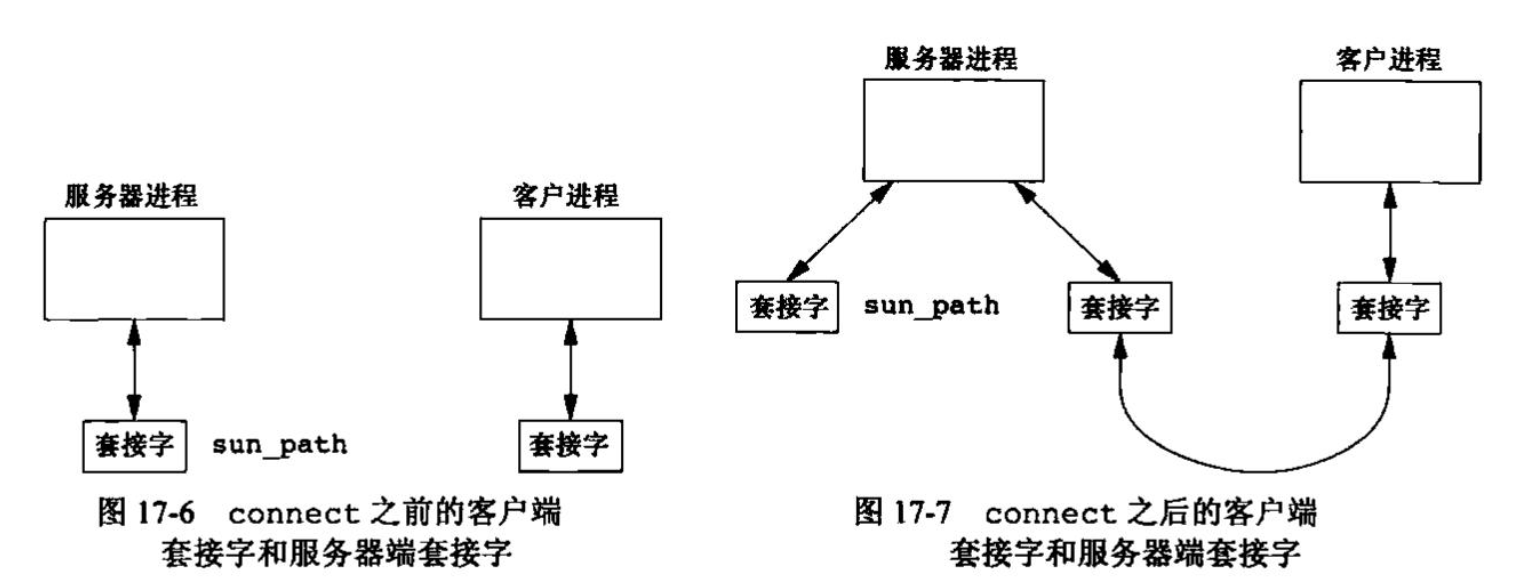 服务器进程
客户进程
套接字 sun_path
套接字
图 17-6 connect 之前的客户端
套接字和服务器端套接字
服务器进程
客户进程
套接字 sun_path
套接字
套接字
图 17-7 connect 之后的客户端
套接字和服务器端套接字